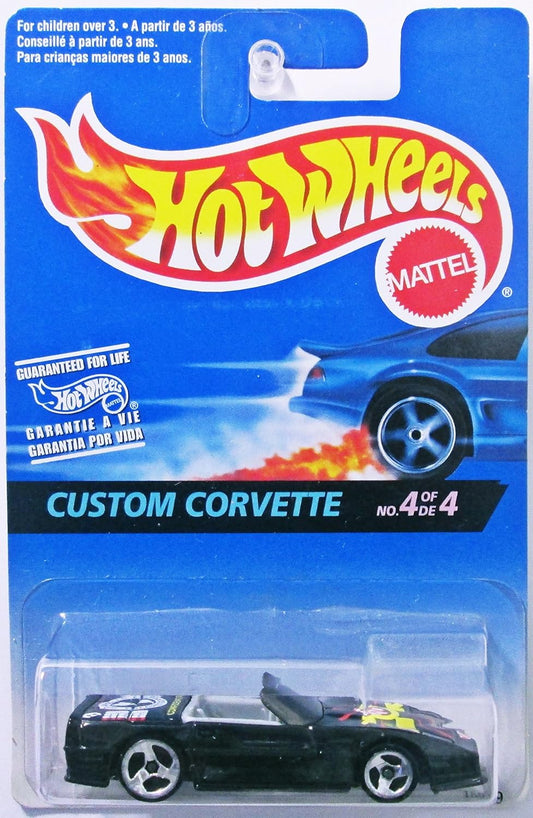 For children over 3. • A partir de 3 años.
Conseillé à partir de 3 ans.
Para crianças maiores de 3 anos.
HOT WHEELS
MATTEL
®
GUARANTEED FOR LIFE
HOT WHEELS
MATTEL ®
GARANTIE A VIE
GARANTIA POR VIDA
CUSTOM CORVETTE
NO. 4 OF DE 4